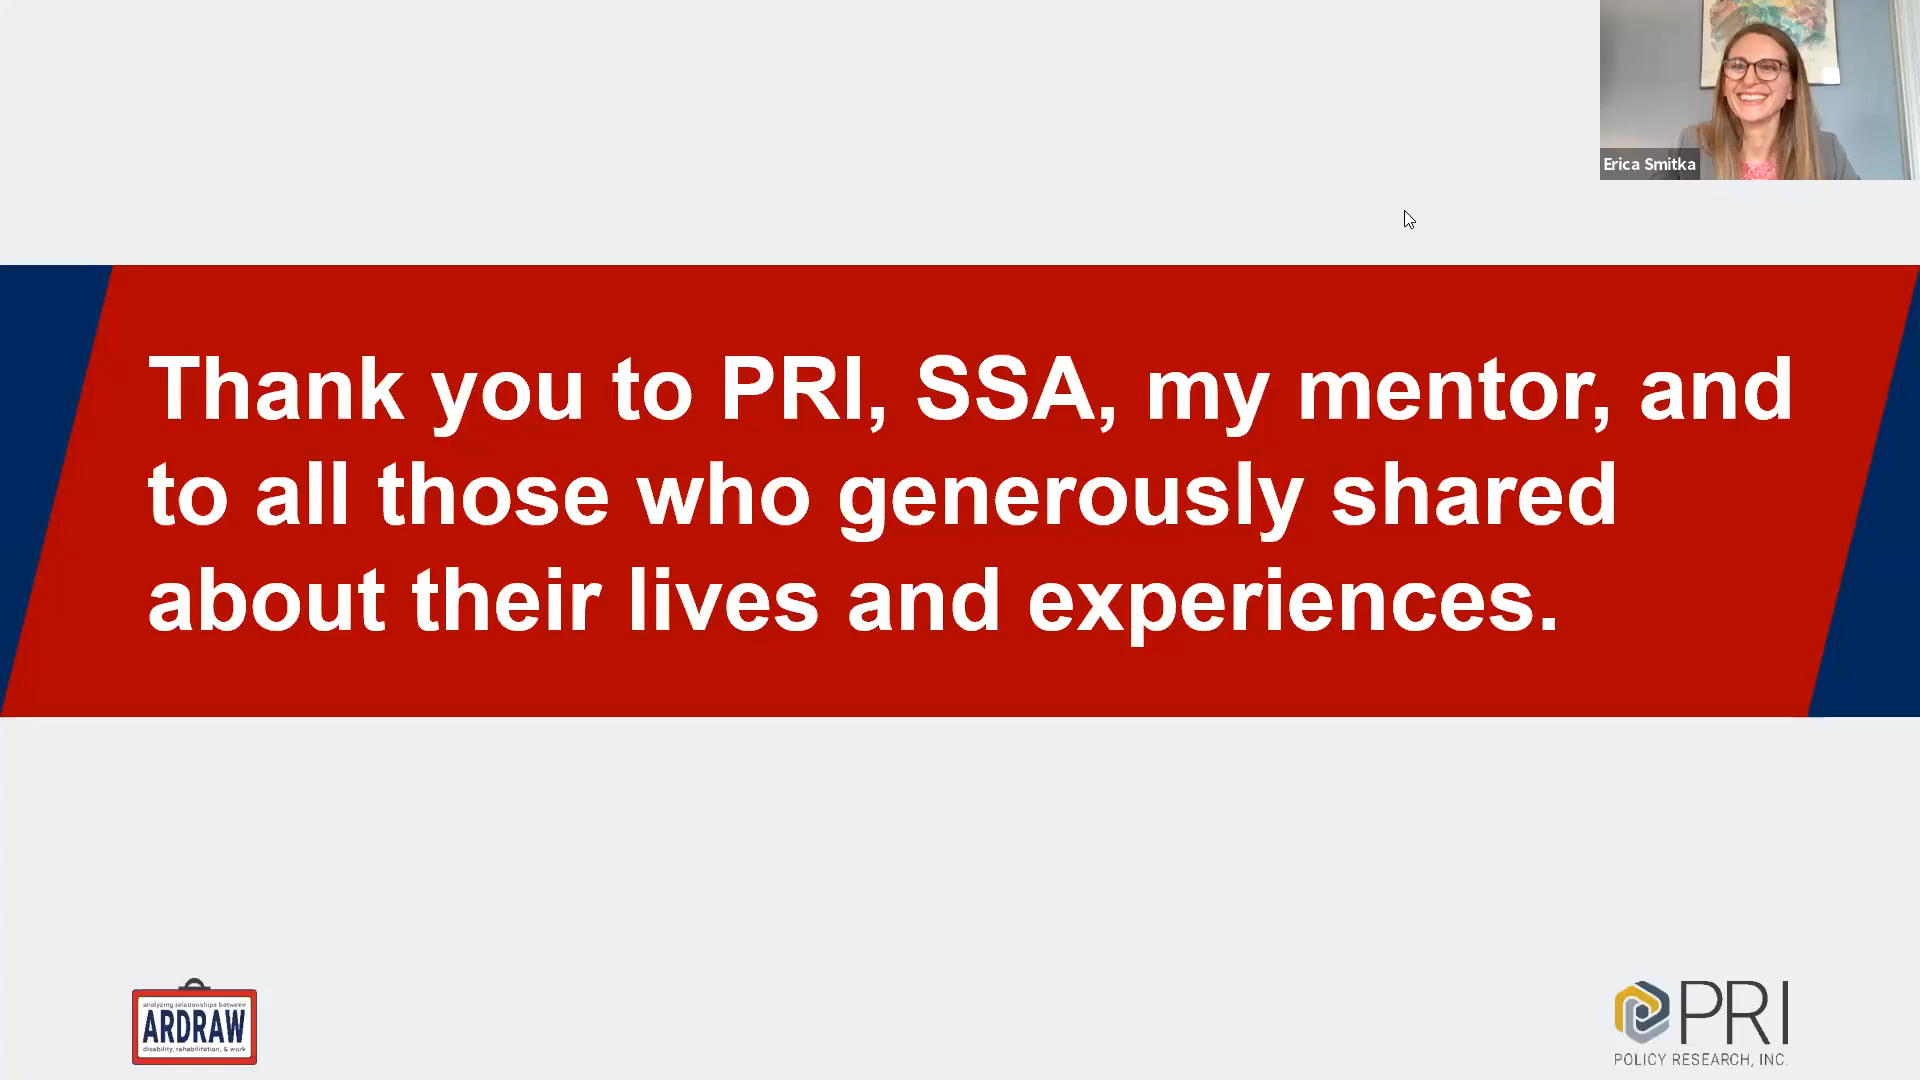 Erica Smitka
Thank you to PRI, SSA, my mentor, and
to all those who generously shared
about their lives and experiences.
analyzing relationships between
ARDRAW
disability, rehabilitation, & work
PRI
POLICY RESEARCH, INC.